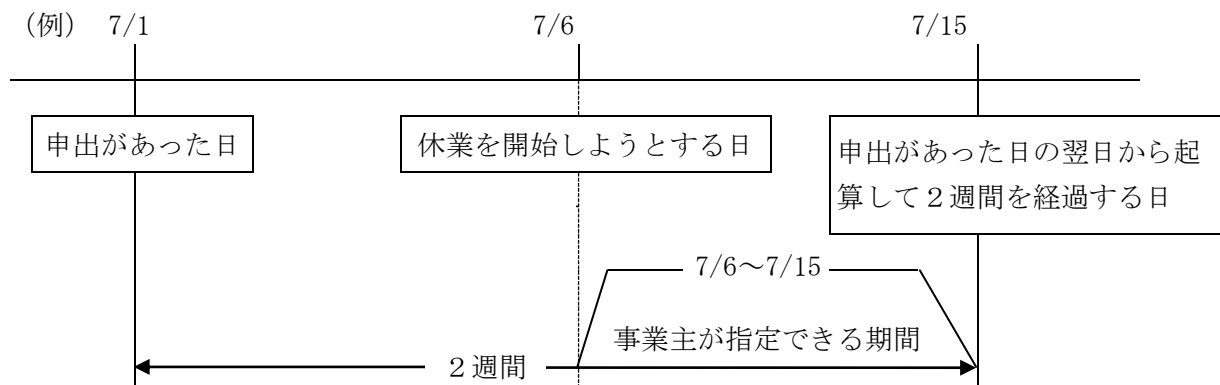 (例) 7/1
7/6
7/15
申出があった日
休業を開始しようとする日
申出があった日の翌日から起
算して2週間を経過する日
7/6～7/15
事業主が指定できる期間
2週間